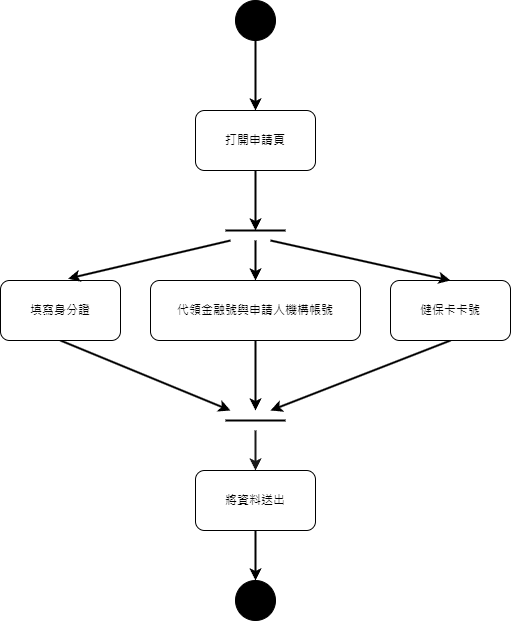 打開申請頁
填寫身分證
代領金融號與申請人機構帳號
健保卡卡號
將資料送出